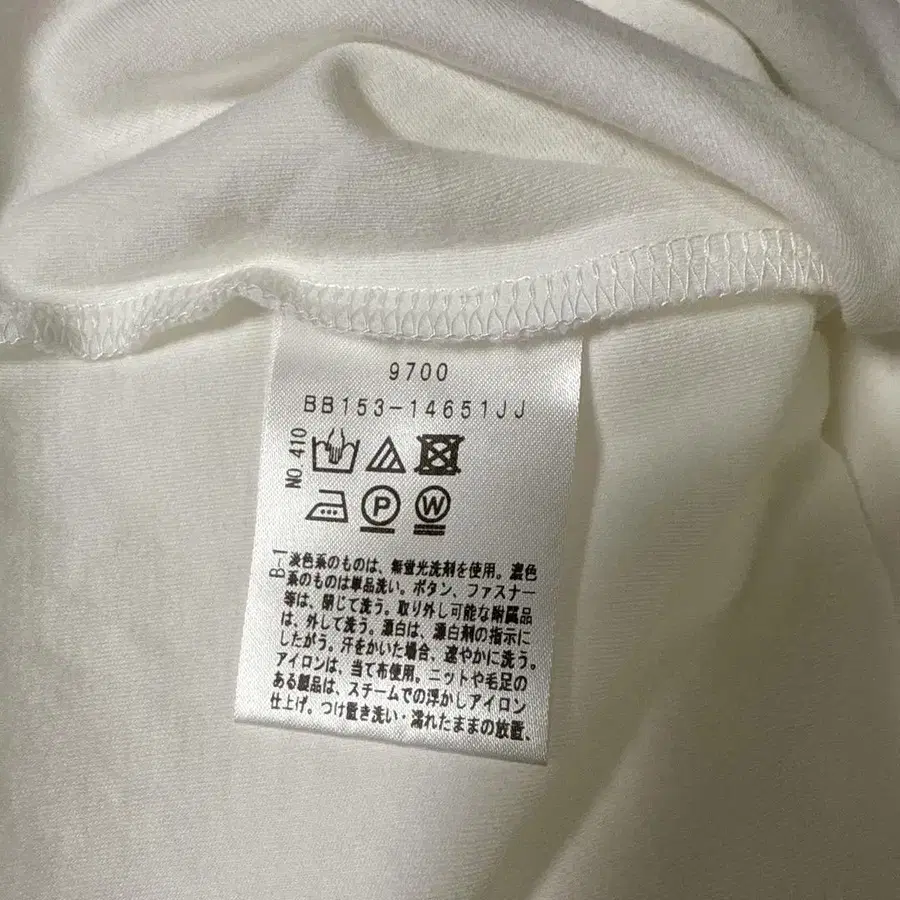 9700
BB153-14651JJ
NO.410
P
W
B-1
淡色系のものは、無蛍光洗剤を使用。濃色
系のものは単品洗い。ボタン、ファスナー
等は、閉じて洗う。取り外し可能な附属品
は、外して洗う。漂白は、漂白剤の指示に
したがう。汗をかいた場合、速やかに洗う。
アイロンは、当て布使用。ニットや毛足の
ある製品は、スチームでの浮かしアイロン
仕上げ。つけ置き洗い・濡れたままの放置、